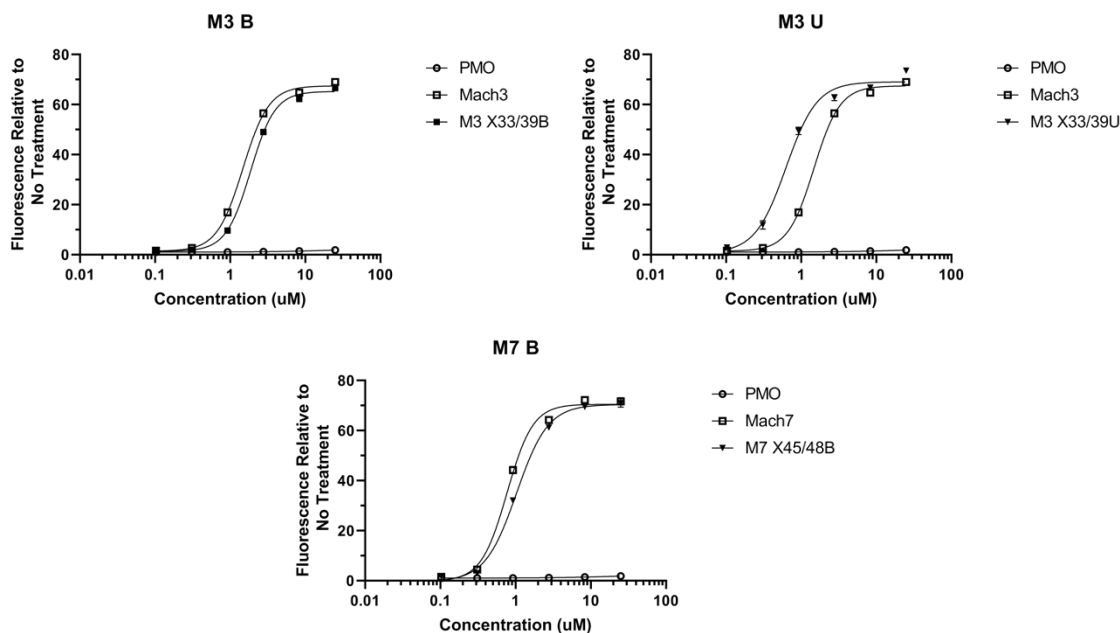 M3 B
Fluorescence Relative to
No Treatment
80
60
40
20
0
0.01
0.1
1
10
100
Concentration (uM)
PMO
Mach3
M3 X33/39B
M3 U
Fluorescence Relative to
No Treatment
80
60
40
20
0
0.01
0.1
1
10
100
Concentration (uM)
PMO
Mach3
M3 X33/39U
M7 B
Fluorescence Relative to
No Treatment
80
60
40
20
0
0.01
0.1
1
10
100
Concentration (uM)
PMO
Mach7
M7 X45/48B